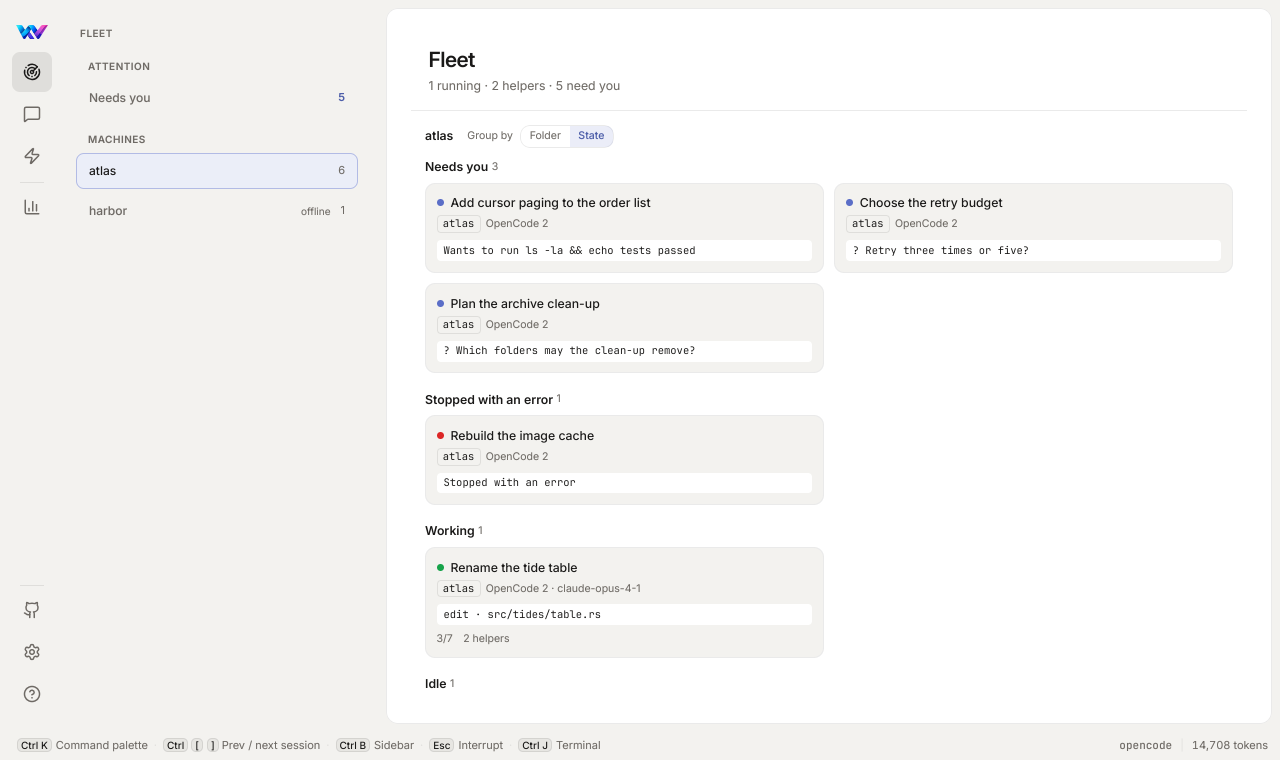 FLEET
ATTENTION
Needs you 5
MACHINES
atlas 6
harbor offline 1
Fleet
1 running · 2 helpers · 5 need you
atlas Group by Folder State
Needs you 3
Add cursor paging to the order list
atlas OpenCode 2
Wants to run ls -la && echo tests passed
Choose the retry budget
atlas OpenCode 2
? Retry three times or five?
Plan the archive clean-up
atlas OpenCode 2
? Which folders may the clean-up remove?
Stopped with an error 1
Rebuild the image cache
atlas OpenCode 2
Stopped with an error
Working 1
Rename the tide table
atlas OpenCode 2 · claude-opus-4-1
edit · src/tides/table.rs
3/7 2 helpers
Idle 1
Ctrl K Command palette Ctrl [ ] Prev / next session Ctrl B Sidebar Esc Interrupt Ctrl J Terminal opencode 14,708 tokens